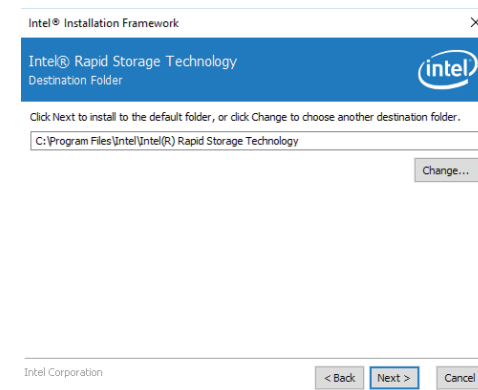 Intel® Installation Framework
Intel® Rapid Storage Technology
Destination Folder
intel
Click Next to install to the default folder, or click Change to choose another destination folder.
C:\Program Files\Intel\Intel(R) Rapid Storage Technology
Change...
Intel Corporation
< Back Next > Cancel